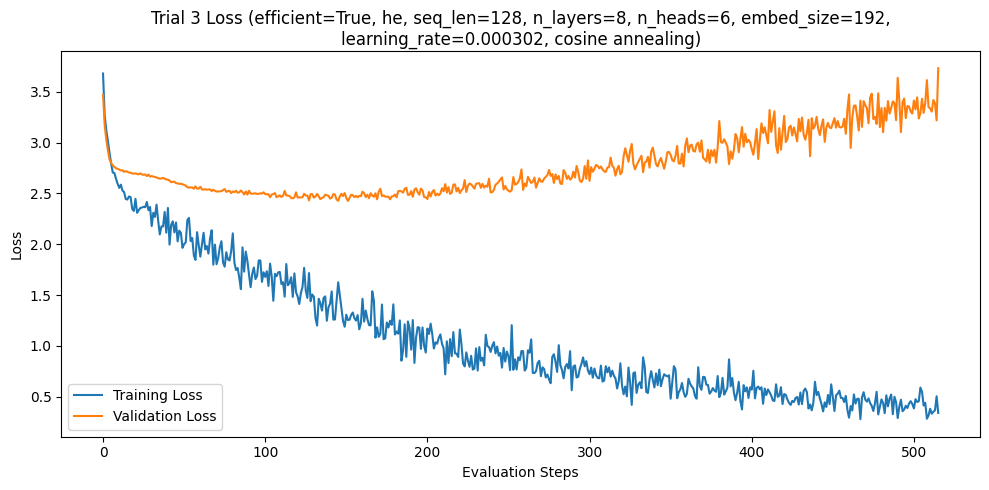 Trial 3 Loss (efficient=True, he, seq_len=128, n_layers=8, n_heads=6, embed_size=192,
learning_rate=0.000302, cosine annealing)
3.5
3.0
2.5
2.0
1.5
1.0
0.5
Loss
Training Loss
Validation Loss
0 100 200 300 400 500
Evaluation Steps